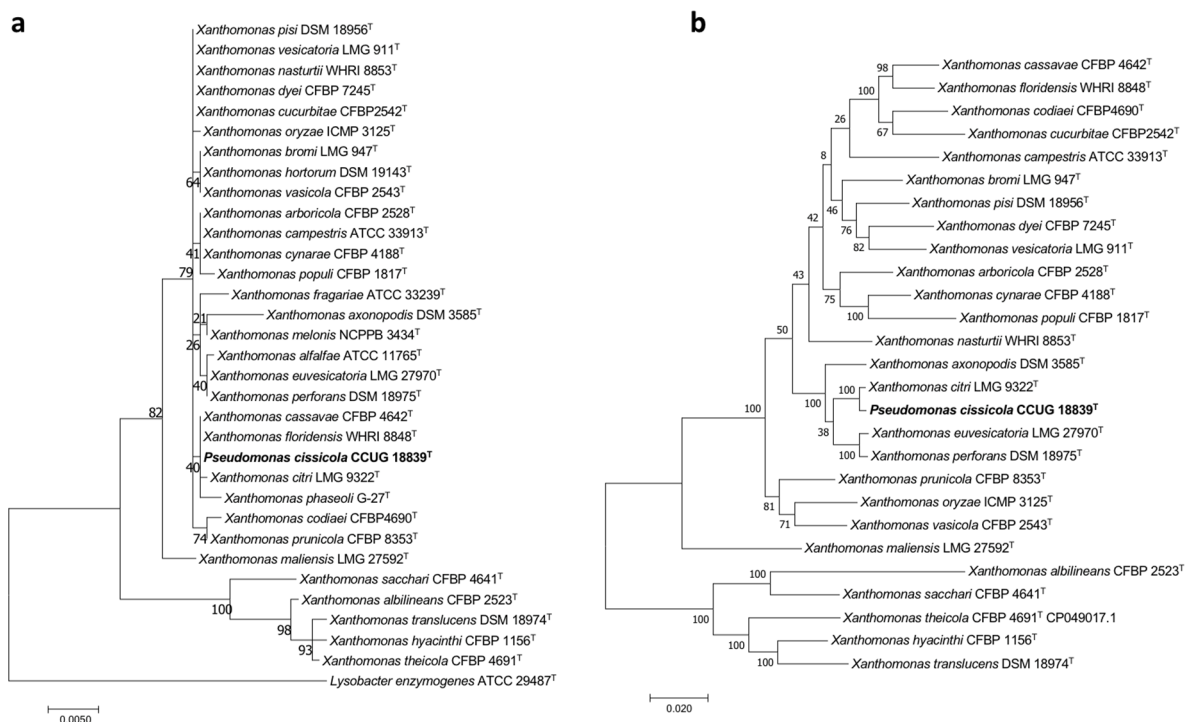 a
Xanthomonas pisi DSM 18956ᵀ
Xanthomonas vesicatoria LMG 911ᵀ
Xanthomonas nasturtii WHRI 8853ᵀ
Xanthomonas dyei CFBP 7245ᵀ
Xanthomonas cucurbitae CFBP2542ᵀ
Xanthomonas oryzae ICMP 3125ᵀ
Xanthomonas bromi LMG 947ᵀ
Xanthomonas hortorum DSM 19143ᵀ
64
Xanthomonas vasicola CFBP 2543ᵀ
Xanthomonas arboricola CFBP 2528ᵀ
Xanthomonas campestris ATCC 33913ᵀ
41
Xanthomonas cynarae CFBP 4188ᵀ
79
Xanthomonas populi CFBP 1817ᵀ
Xanthomonas fragariae ATCC 33239ᵀ
21
Xanthomonas axonopodis DSM 3585ᵀ
26
Xanthomonas melonis NCPPB 3434ᵀ
Xanthomonas alfalfae ATCC 11765ᵀ
Xanthomonas euvesicatoria LMG 27970ᵀ
40
Xanthomonas perforans DSM 18975ᵀ
82
Xanthomonas cassavae CFBP 4642ᵀ
Xanthomonas floridensis WHRI 8848ᵀ
Pseudomonas cissicola CCUG 18839ᵀ
40
Xanthomonas citri LMG 9322ᵀ
Xanthomonas phaseoli G-27ᵀ
Xanthomonas codiaei CFBP4690ᵀ
74
Xanthomonas prunicola CFBP 8353ᵀ
Xanthomonas maliensis LMG 27592ᵀ
Xanthomonas sacchari CFBP 4641ᵀ
100
Xanthomonas albilineans CFBP 2523ᵀ
98
Xanthomonas translucens DSM 18974ᵀ
Xanthomonas hyacinthi CFBP 1156ᵀ
93
Xanthomonas theicola CFBP 4691ᵀ
Lysobacter enzymogenes ATCC 29487ᵀ
0.0050
b
98
Xanthomonas cassavae CFBP 4642ᵀ
100
Xanthomonas floridensis WHRI 8848ᵀ
Xanthomonas codiaei CFBP4690ᵀ
26
67
Xanthomonas cucurbitae CFBP2542ᵀ
8
Xanthomonas campestris ATCC 33913ᵀ
Xanthomonas bromi LMG 947ᵀ
46
Xanthomonas pisi DSM 18956ᵀ
42
76
Xanthomonas dyei CFBP 7245ᵀ
82
Xanthomonas vesicatoria LMG 911ᵀ
43
Xanthomonas arboricola CFBP 2528ᵀ
75
Xanthomonas cynarae CFBP 4188ᵀ
100
Xanthomonas populi CFBP 1817ᵀ
50
Xanthomonas nasturtii WHRI 8853ᵀ
Xanthomonas axonopodis DSM 3585ᵀ
100
Xanthomonas citri LMG 9322ᵀ
100
100
Pseudomonas cissicola CCUG 18839ᵀ
38
Xanthomonas euvesicatoria LMG 27970ᵀ
100
Xanthomonas perforans DSM 18975ᵀ
Xanthomonas prunicola CFBP 8353ᵀ
81
Xanthomonas oryzae ICMP 3125ᵀ
71
Xanthomonas vasicola CFBP 2543ᵀ
Xanthomonas maliensis LMG 27592ᵀ
100
Xanthomonas albilineans CFBP 2523ᵀ
Xanthomonas sacchari CFBP 4641ᵀ
100
Xanthomonas theicola CFBP 4691ᵀ CP049017.1
100
Xanthomonas hyacinthi CFBP 1156ᵀ
100
Xanthomonas translucens DSM 18974ᵀ
0.020